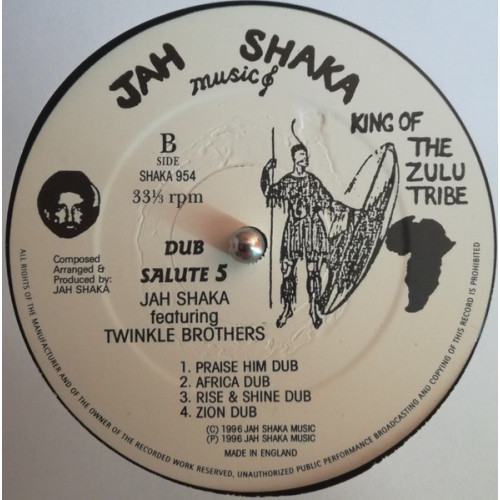 JAH SHAKA
music
KING OF
THE
ZULU
TRIBE
B
SIDE
SHAKA 954
33⅓ rpm
Composed
Arranged &
Produced by:
JAH SHAKA
DUB
SALUTE 5
JAH SHAKA
featuring
TWINKLE BROTHERS
1. PRAISE HIM DUB
2. AFRICA DUB
3. RISE & SHINE DUB
4. ZION DUB
(C) 1996 JAH SHAKA MUSIC
(P) 1996 JAH SHAKA MUSIC
MADE IN ENGLAND
ALL RIGHTS OF THE MANUFACTURER AND OF THE OWNER OF THE RECORDED WORK RESERVED, UNAUTHORIZED PUBLIC PERFORMANCE BROADCASTING AND COPYING OF THIS RECORD IS PROHIBITED